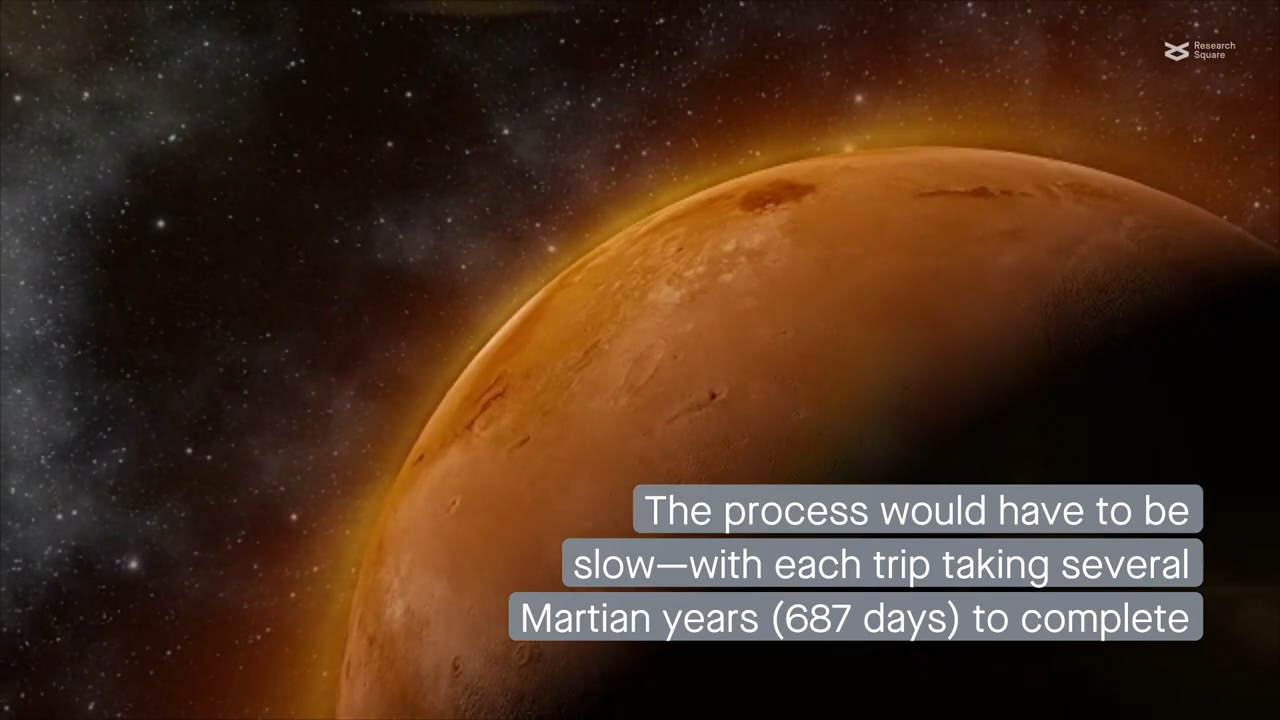 Research
Square
The process would have to be
slow—with each trip taking several
Martian years (687 days) to complete